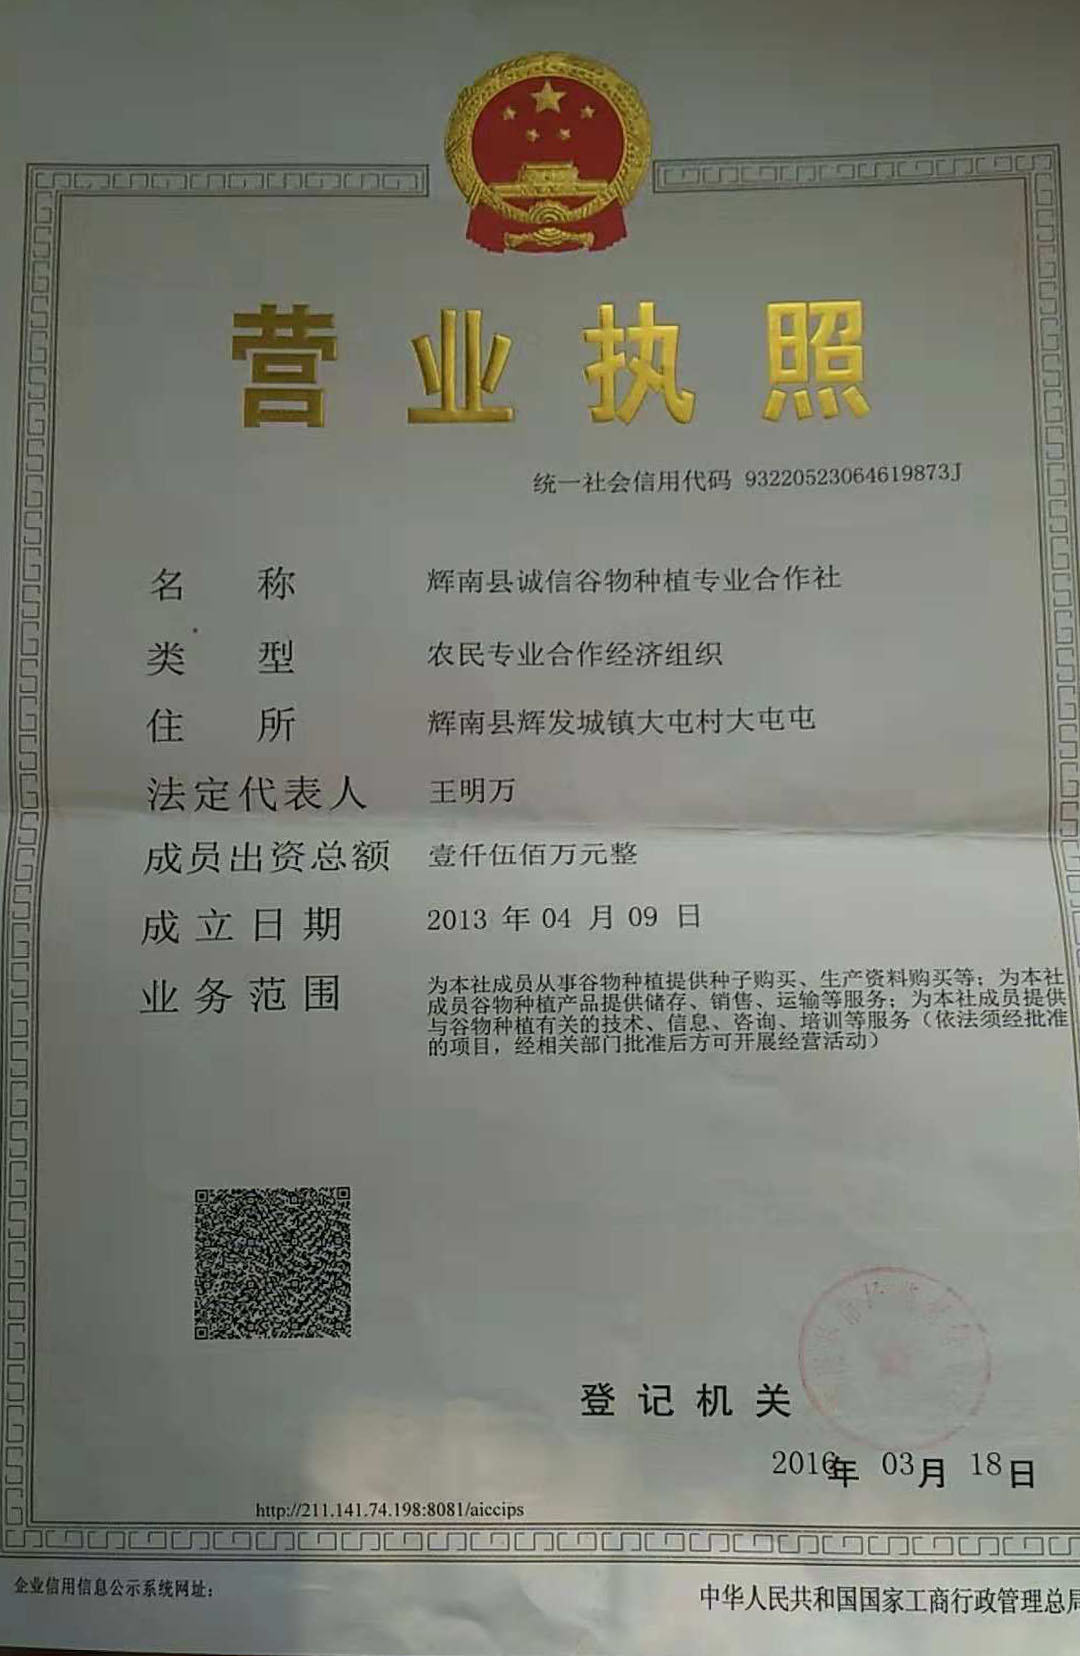 营业执照
统一社会信用代码 93220523064619873J
名称 辉南县诚信谷物种植专业合作社
类型 农民专业合作经济组织
住所 辉南县辉发城镇大屯村大屯屯
法定代表人 王明万
成员出资总额 壹仟伍佰万元整
成立日期 2013 年 04 月 09 日
业务范围 为本社成员从事谷物种植提供种子购买、生产资料购买等；为本社
成员谷物种植产品提供储存、销售、运输等服务；为本社成员提供
与谷物种植有关的技术、信息、咨询、培训等服务（依法须经批准
的项目，经相关部门批准后方可开展经营活动）
登记机关
2016年 03月 18日
http://211.141.74.198:8081/aiccips
企业信用信息公示系统网址：
中华人民共和国国家工商行政管理总局